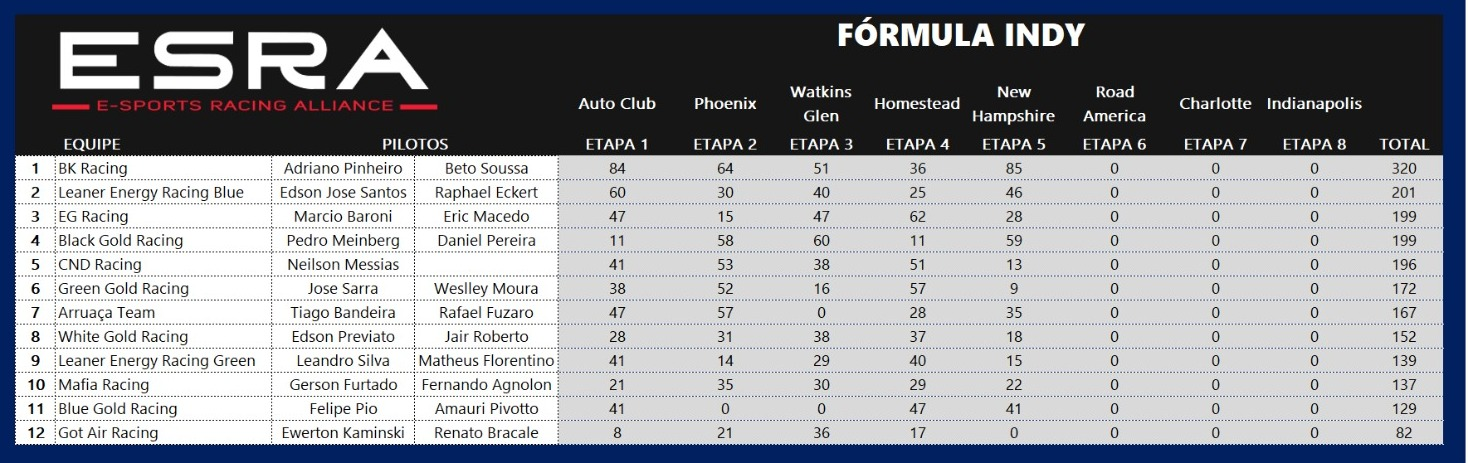 ESRA
E-SPORTS RACING ALLIANCE
FÓRMULA INDY
Auto Club Phoenix Watkins Glen Homestead New Hampshire Road America Charlotte Indianapolis
EQUIPE PILOTOS ETAPA 1 ETAPA 2 ETAPA 3 ETAPA 4 ETAPA 5 ETAPA 6 ETAPA 7 ETAPA 8 TOTAL
1 BK Racing Adriano Pinheiro Beto Soussa 84 64 51 36 85 0 0 0 320
2 Leaner Energy Racing Blue Edson Jose Santos Raphael Eckert 60 30 40 25 46 0 0 0 201
3 EG Racing Marcio Baroni Eric Macedo 47 15 47 62 28 0 0 0 199
4 Black Gold Racing Pedro Meinberg Daniel Pereira 11 58 60 11 59 0 0 0 199
5 CND Racing Neilson Messias 41 53 38 51 13 0 0 0 196
6 Green Gold Racing Jose Sarra Weslley Moura 38 52 16 57 9 0 0 0 172
7 Arruaça Team Tiago Bandeira Rafael Fuzaro 47 57 0 28 35 0 0 0 167
8 White Gold Racing Edson Previato Jair Roberto 28 31 38 37 18 0 0 0 152
9 Leaner Energy Racing Green Leandro Silva Matheus Florentino 41 14 29 40 15 0 0 0 139
10 Mafia Racing Gerson Furtado Fernando Agnolon 21 35 30 29 22 0 0 0 137
11 Blue Gold Racing Felipe Pio Amauri Pivotto 41 0 0 47 41 0 0 0 129
12 Got Air Racing Ewerton Kaminski Renato Bracale 8 21 36 17 0 0 0 0 82